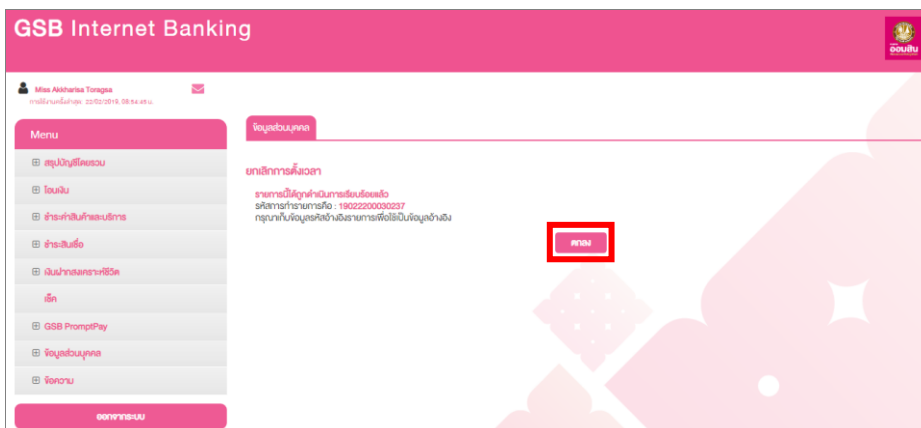 GSB Internet Banking
ออมสิน
Miss Akkharisa Toragsa
การใช้งานครั้งล่าสุด 22/02/2019, 09:54:45 น.
Menu
ข้อมูลส่วนบุคคล
สรุปบัญชีโดยรวม
โอนเงิน
ชำระค่าสินค้าและบริการ
ชำระสินเชื่อ
เงินฝากสงเคราะห์ชีวิต
เช็ค
GSB PromptPay
ข้อมูลส่วนบุคคล
ข้อความ
ออกจากระบบ
ยกเลิกการตั้งเวลา
รายการนี้ได้ถูกดำเนินการเรียบร้อยแล้ว
รหัสการทำรายการคือ : 19022200030237
กรุณาเก็บข้อมูลรหัสอ้างอิงรายการเพื่อใช้เป็นข้อมูลอ้างอิง
ตกลง